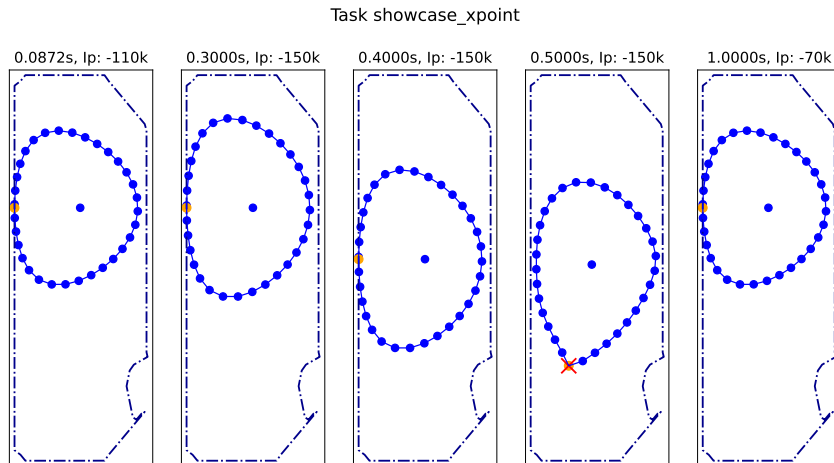 Task showcase_xpoint
0.0872s, Ip: -110k
0.3000s, Ip: -150k
0.4000s, Ip: -150k
0.5000s, Ip: -150k
1.0000s, Ip: -70k